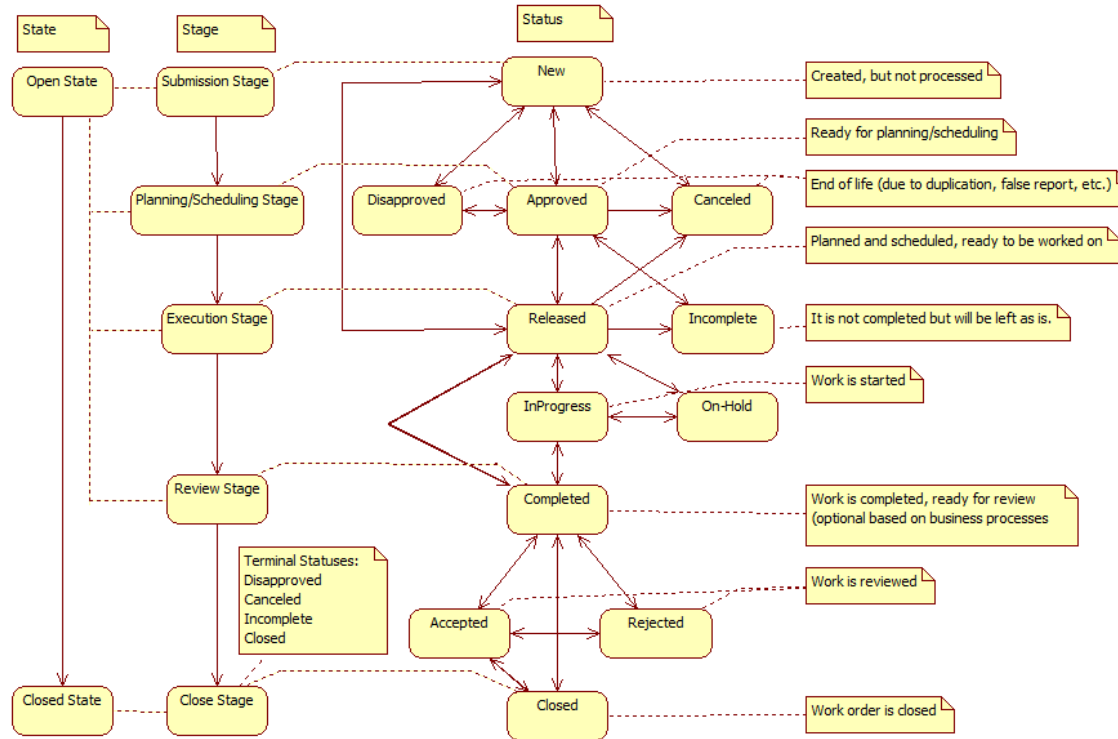 State
Stage
Status
Open State
Submission Stage
New
Created, but not processed
Ready for planning/scheduling
Planning/Scheduling Stage
Disapproved
Approved
Canceled
End of life (due to duplication, false report, etc.)
Planned and scheduled, ready to be worked on
Execution Stage
Released
Incomplete
It is not completed but will be left as is.
Work is started
InProgress
On-Hold
Review Stage
Completed
Work is completed, ready for review
(optional based on business processes
Terminal Statuses:
Disapproved
Canceled
Incomplete
Closed
Work is reviewed
Accepted
Rejected
Closed State
Close Stage
Closed
Work order is closed